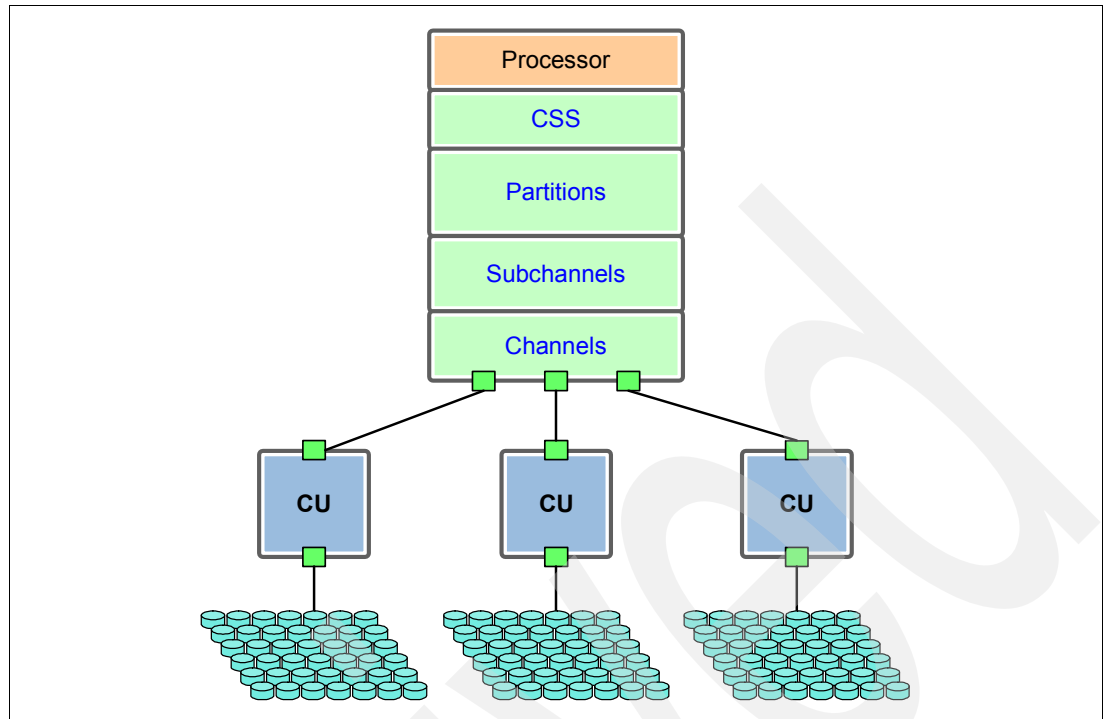 Processor
CSS
Partitions
Subchannels
Channels
CU
CU
CU